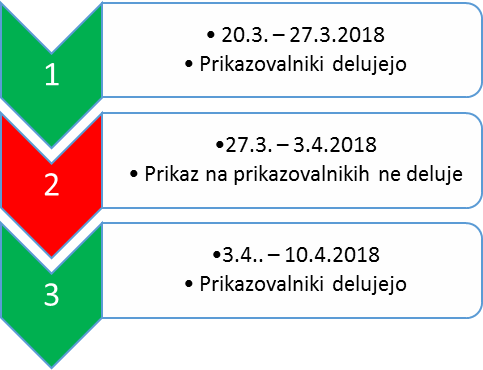 1
• 20.3. – 27.3.2018
• Prikazovalniki delujejo
2
•27.3. – 3.4.2018
• Prikaz na prikazovalnikih ne deluje
3
•3.4.. – 10.4.2018
• Prikazovalniki delujejo